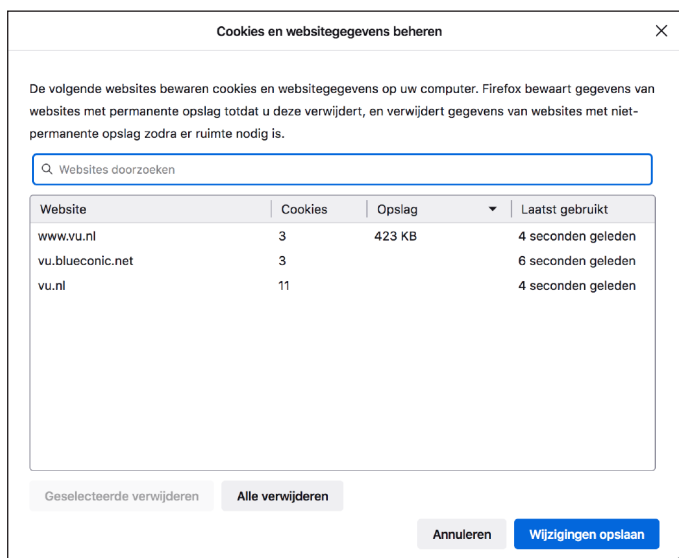 Cookies en websitegegevens beheren
De volgende websites bewaren cookies en websitegegevens op uw computer. Firefox bewaart gegevens van
websites met permanente opslag totdat u deze verwijdert, en verwijdert gegevens van websites met niet-
permanente opslag zodra er ruimte nodig is.
Websites doorzoeken
Website Cookies Opslag Laatst gebruikt
www.vu.nl 3 423 KB 4 seconden geleden
vu.blueconic.net 3 6 seconden geleden
vu.nl 11 4 seconden geleden
Geselecteerde verwijderen Alle verwijderen
Annuleren Wijzigingen opslaan